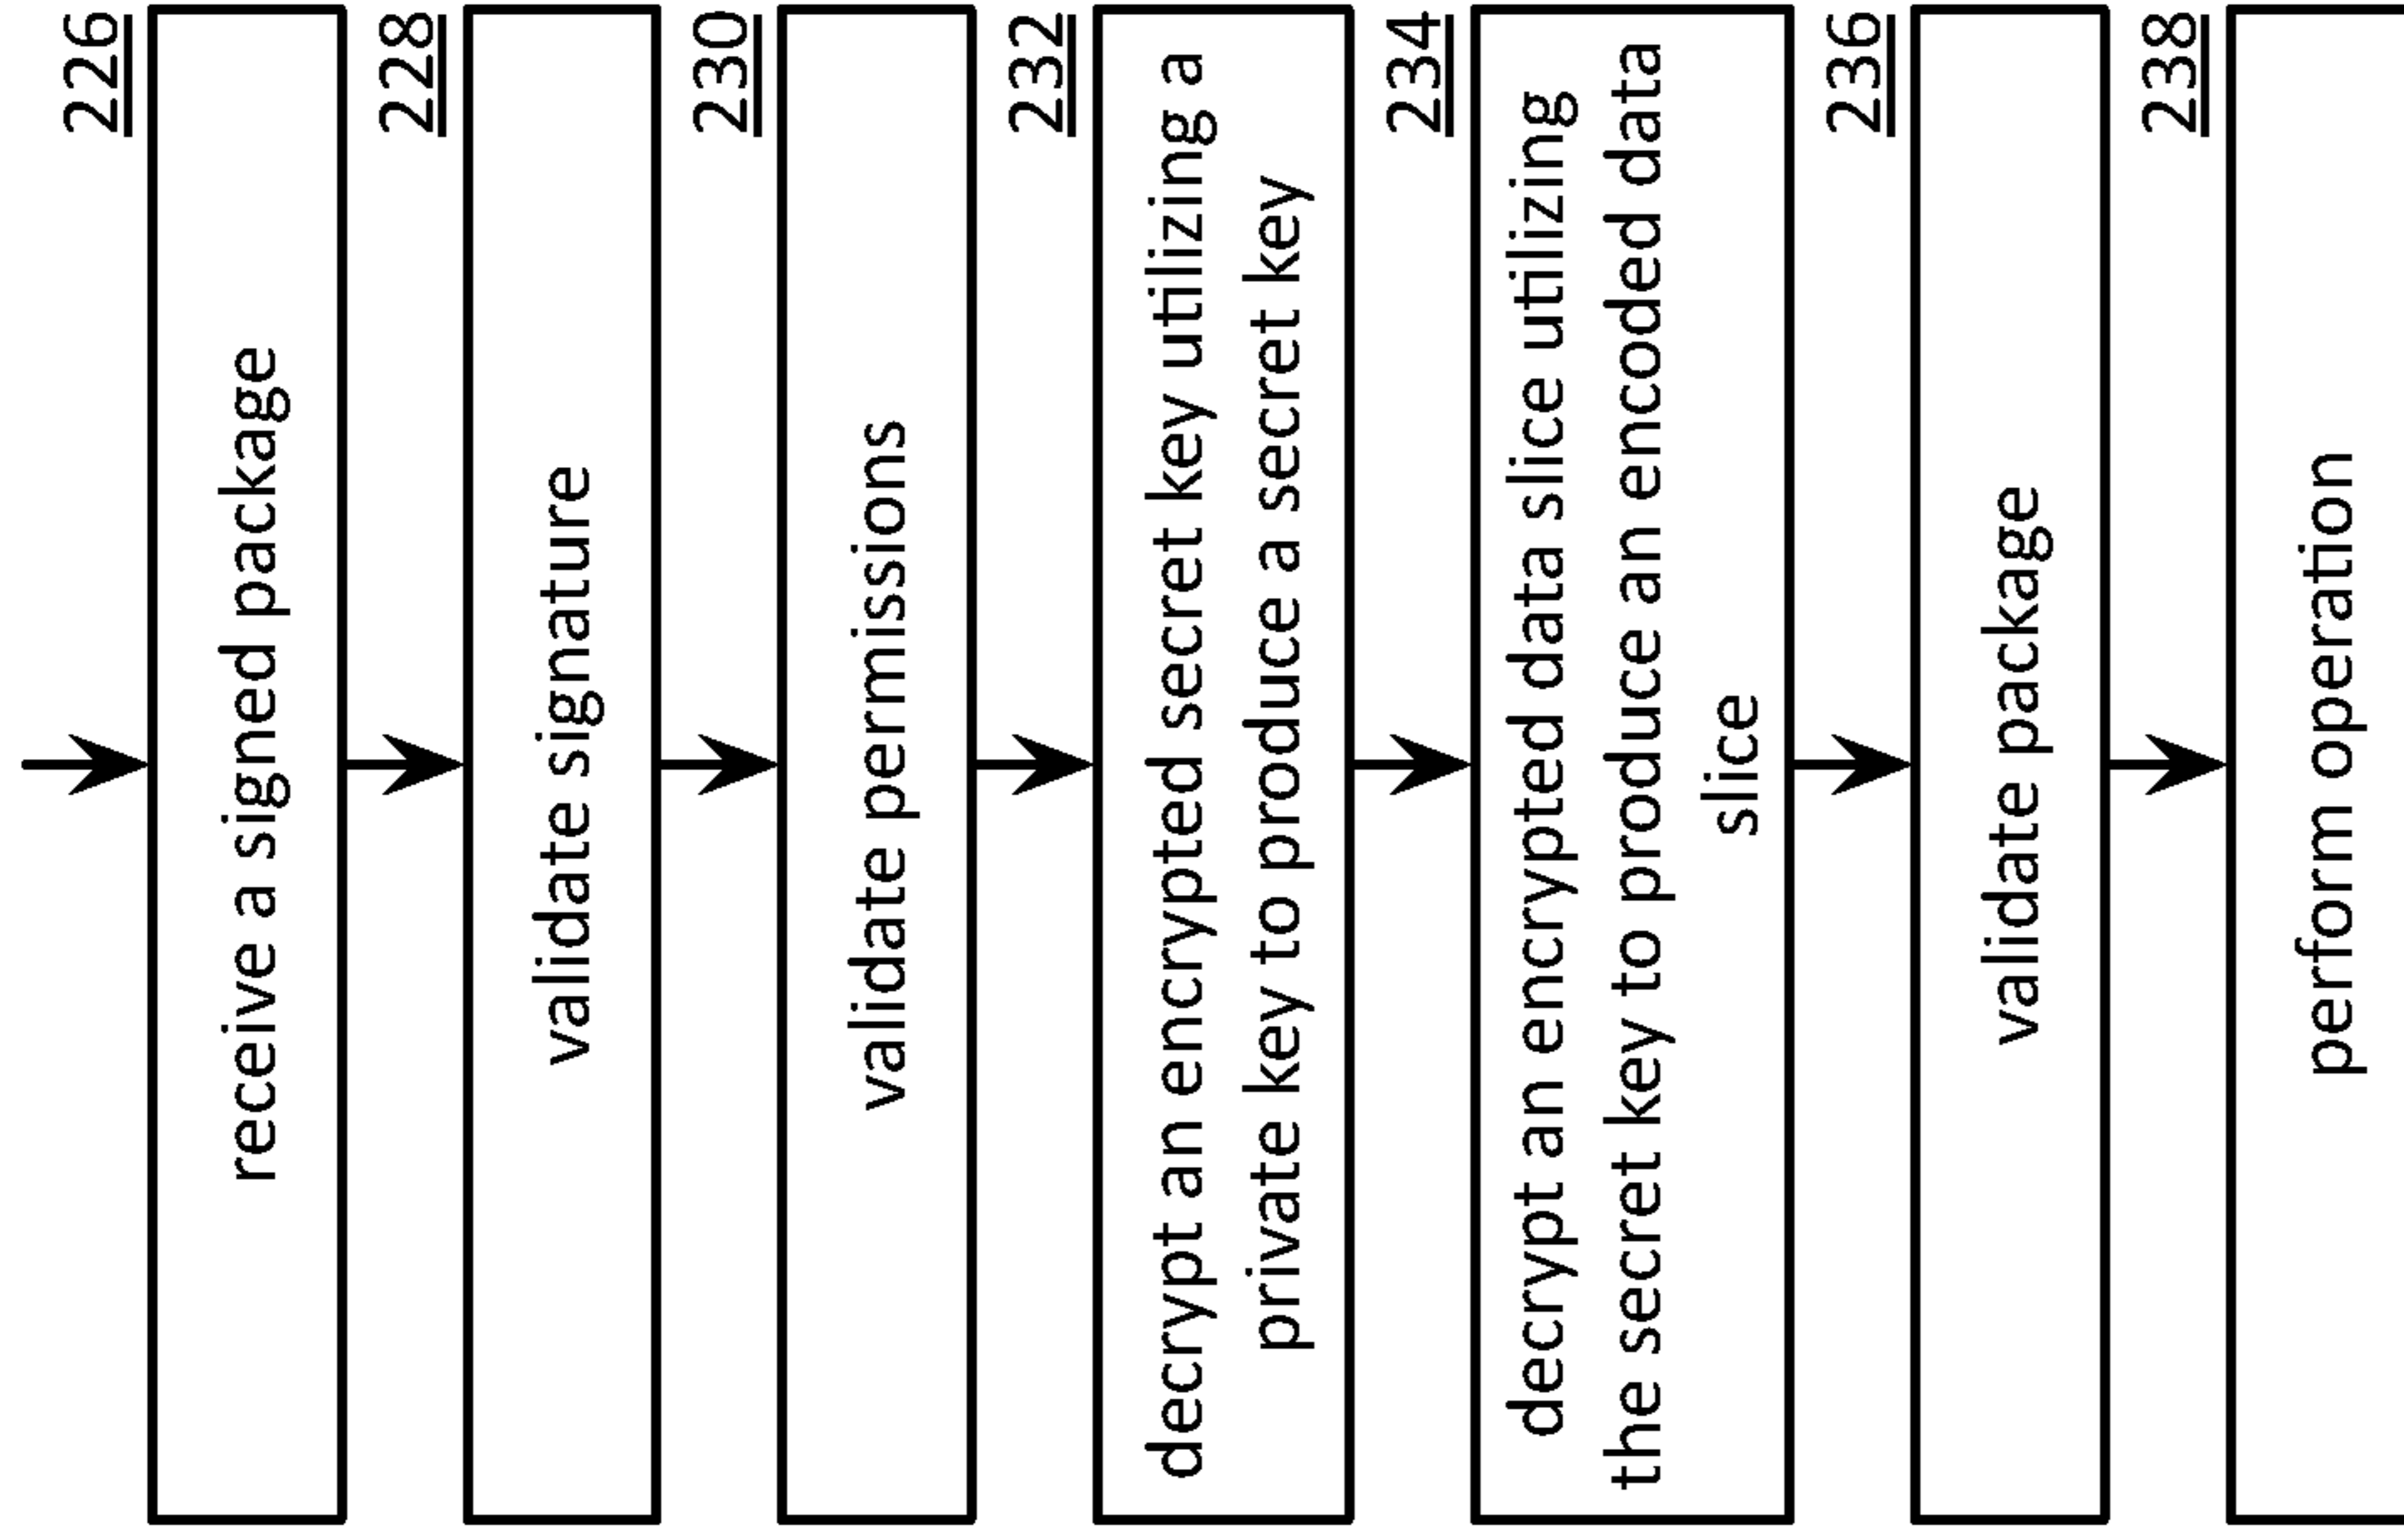 226
receive a signed package
228
validate signature
230
validate permissions
232
decrypt an encrypted secret key utilizing a
private key to produce a secret key
234
decrypt an encrypted data slice utilizing
the secret key to produce an encoded data
slice
236
validate package
238
perform operation